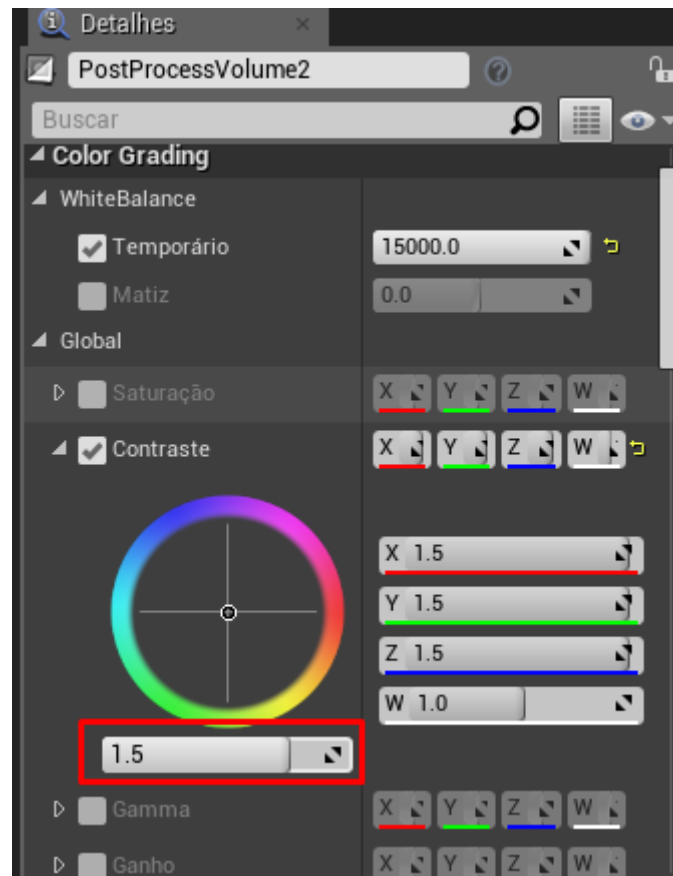 Detalhes
PostProcessVolume2
Buscar
Color Grading
WhiteBalance
Temporário 15000.0
Matiz 0.0
Global
Saturação X Y Z W
Contraste X Y Z W
X 1.5
Y 1.5
Z 1.5
W 1.0
1.5
Gamma X Y Z W
Ganho X Y Z W